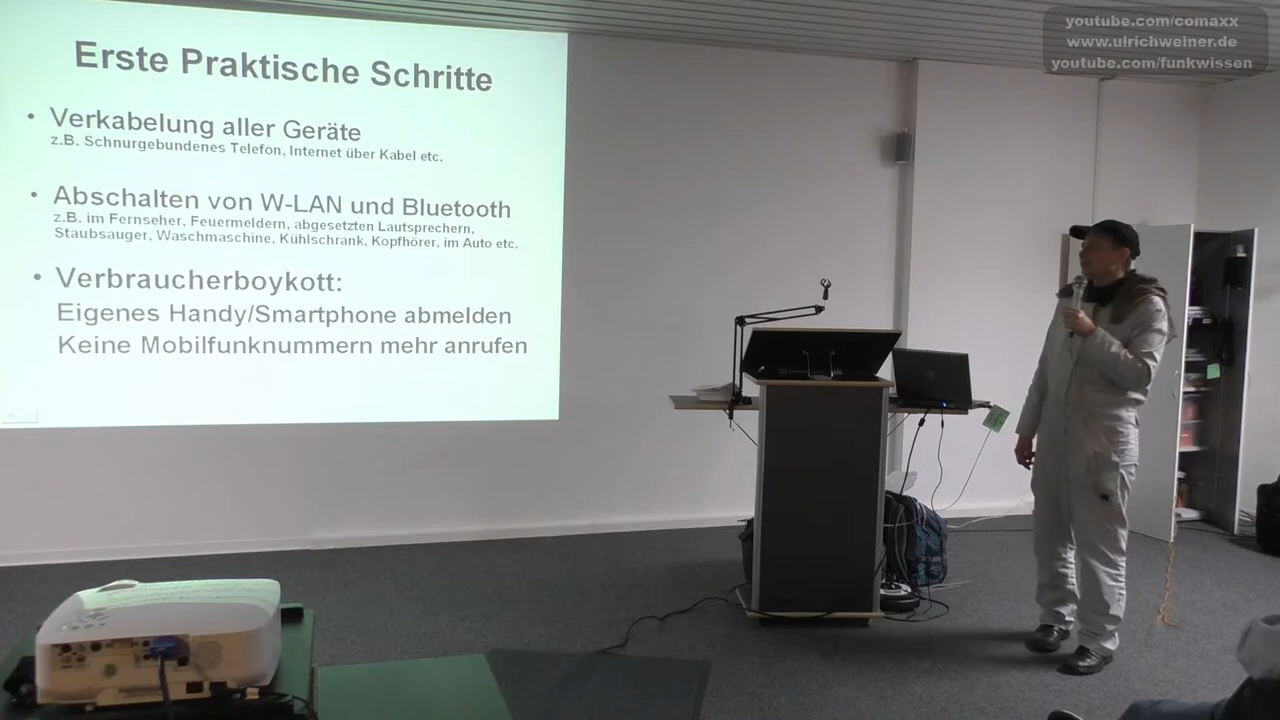 youtube.com/comaxx
www.ulrichweiner.de
youtube.com/funkwissen
Erste Praktische Schritte
• Verkabelung aller Geräte
z.B. Schnurgebundenes Telefon, Internet über Kabel etc.
• Abschalten von W-LAN und Bluetooth
z.B. im Fernseher, Feuermeldern, abgesetzten Lautsprechern,
Staubsauger, Waschmaschine, Kühlschrank, Kopfhörer, im Auto etc.
• Verbraucherboykott:
Eigenes Handy/Smartphone abmelden
Keine Mobilfunknummern mehr anrufen